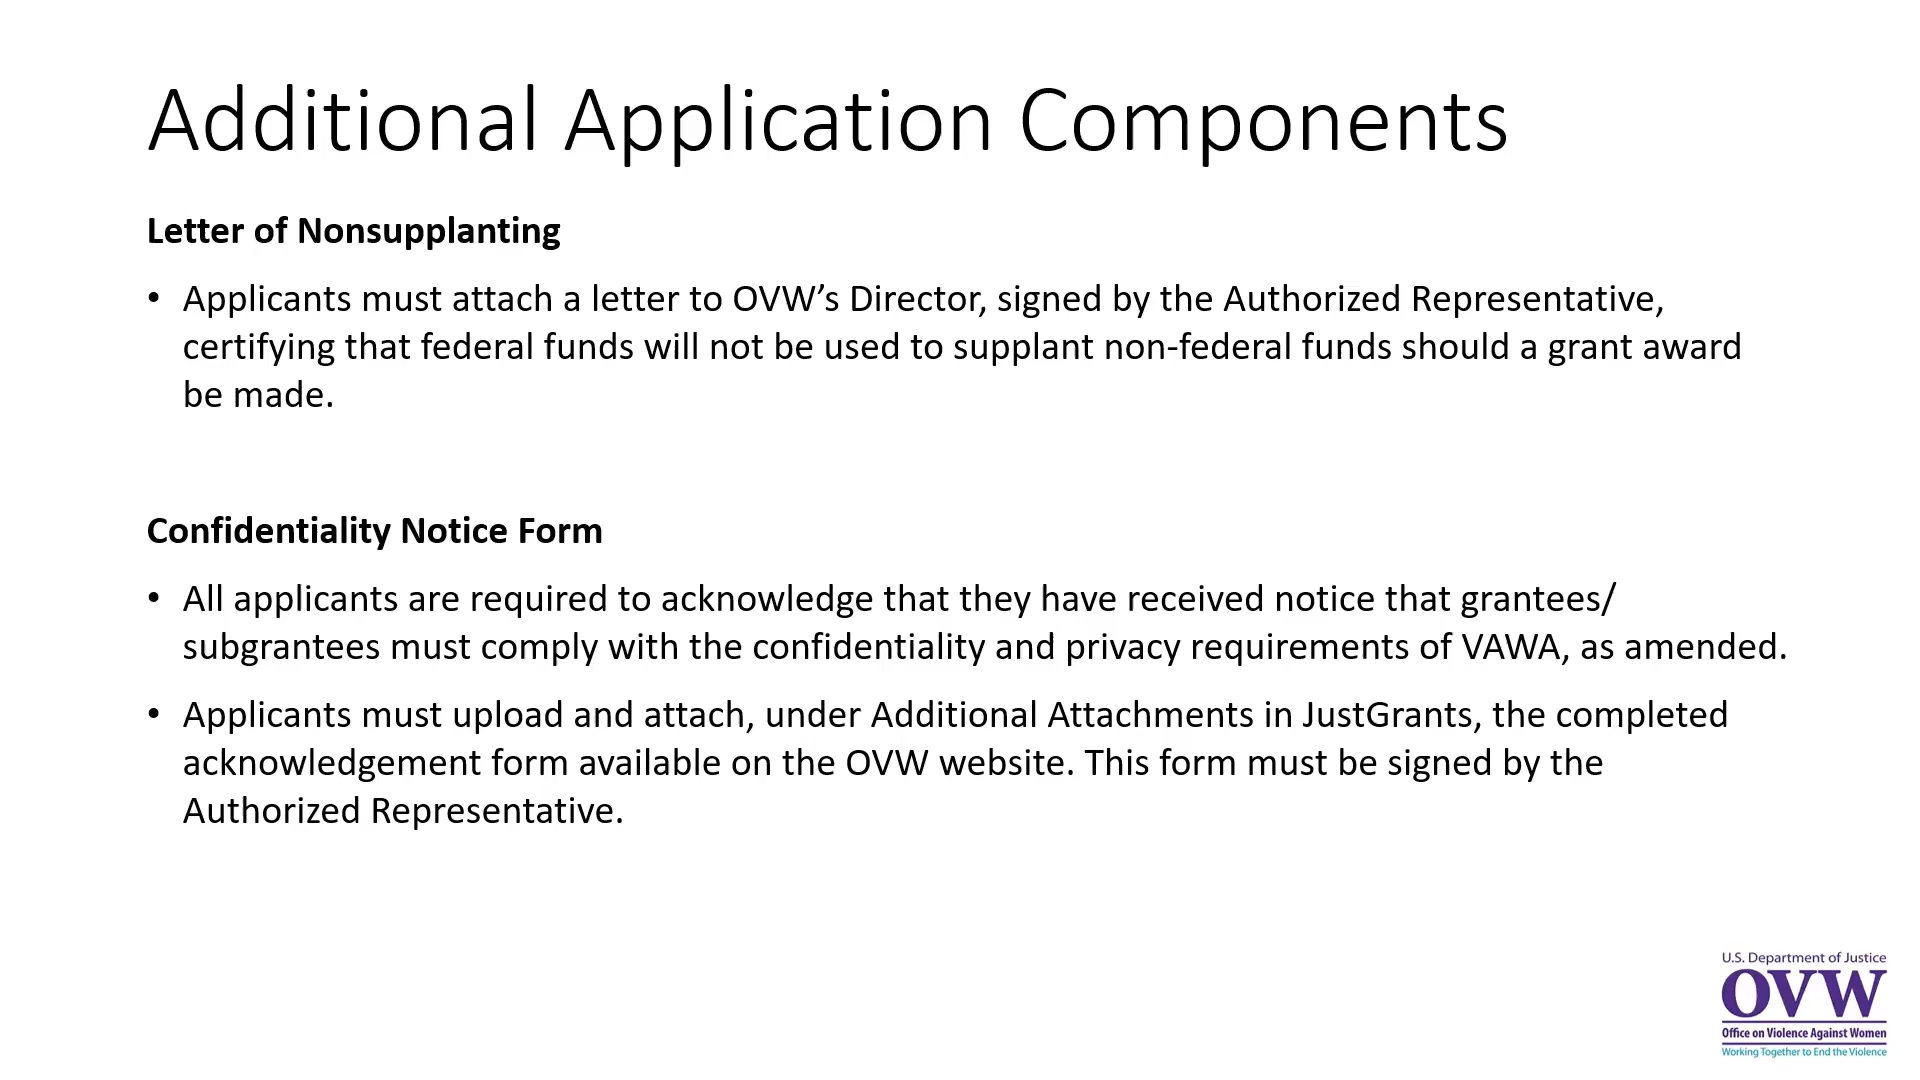 Additional Application Components
Letter of Nonsupplanting
• Applicants must attach a letter to OVW’s Director, signed by the Authorized Representative,
certifying that federal funds will not be used to supplant non-federal funds should a grant award
be made.
Confidentiality Notice Form
• All applicants are required to acknowledge that they have received notice that grantees/
subgrantees must comply with the confidentiality and privacy requirements of VAWA, as amended.
• Applicants must upload and attach, under Additional Attachments in JustGrants, the completed
acknowledgement form available on the OVW website. This form must be signed by the
Authorized Representative.
U.S. Department of Justice
OVW
Office on Violence Against Women
Working Together to End the Violence